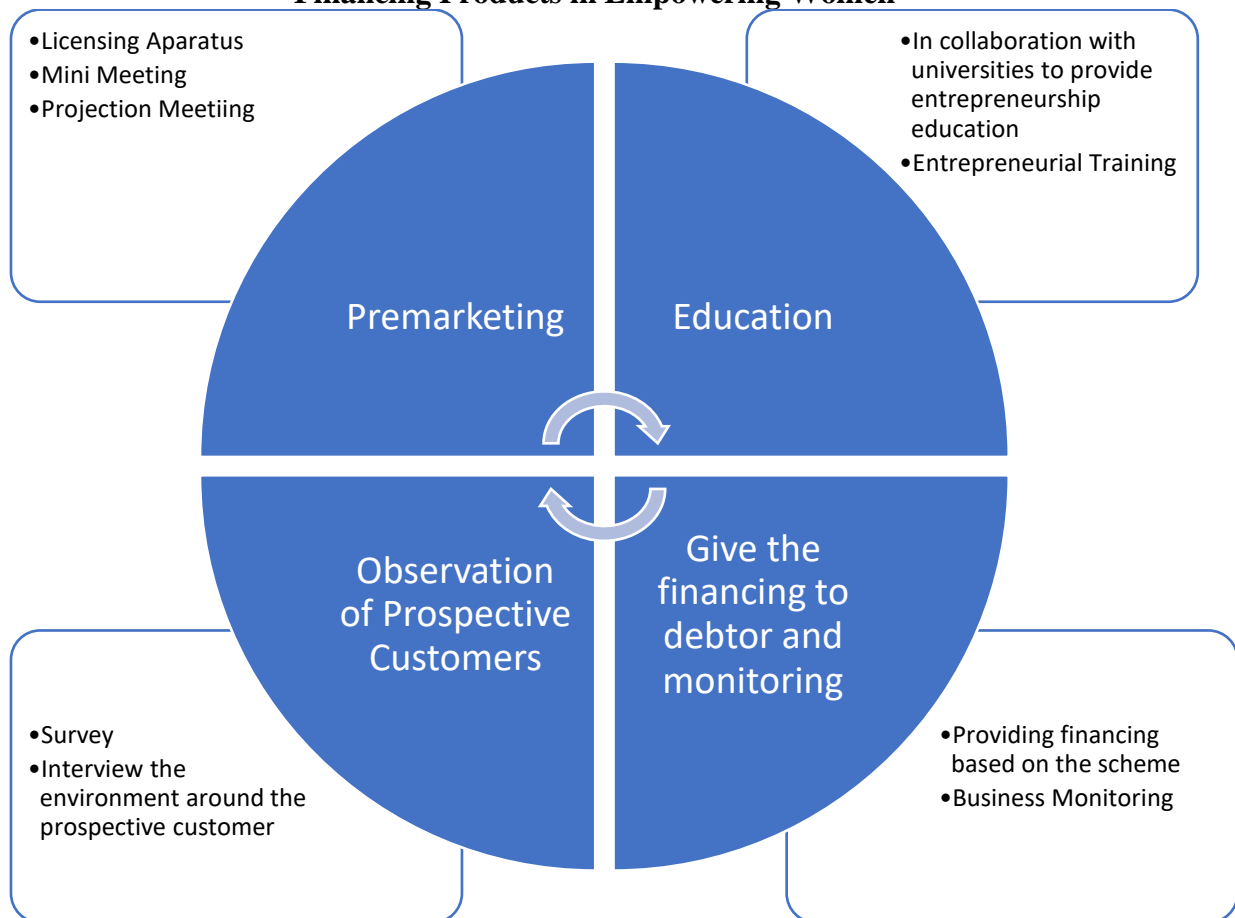 Financing Products in Empowering Women
•Licensing Aparatus
•Mini Meeting
•Projection Meetiing
•In collaboration with
universities to provide
entrepreneurship
education
•Entrepreneurial Training
Premarketing
Education
Observation
of Prospective
Customers
Give the
financing to
debtor and
monitoring
•Survey
•Interview the
environment around the
prospective customer
•Providing financing
based on the scheme
•Business Monitoring